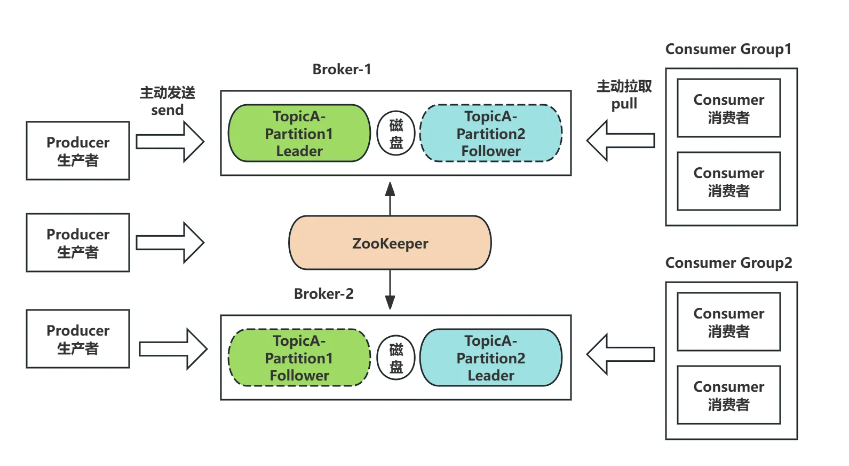 Consumer Group1
Broker-1
主动发送
send
主动拉取
pull
Producer
生产者
TopicA-
Partition1
Leader
磁
盘
TopicA-
Partition2
Follower
Consumer
消费者
Consumer
消费者
Producer
生产者
ZooKeeper
Consumer Group2
Broker-2
Producer
生产者
TopicA-
Partition1
Follower
磁
盘
TopicA-
Partition2
Leader
Consumer
消费者
Consumer
消费者